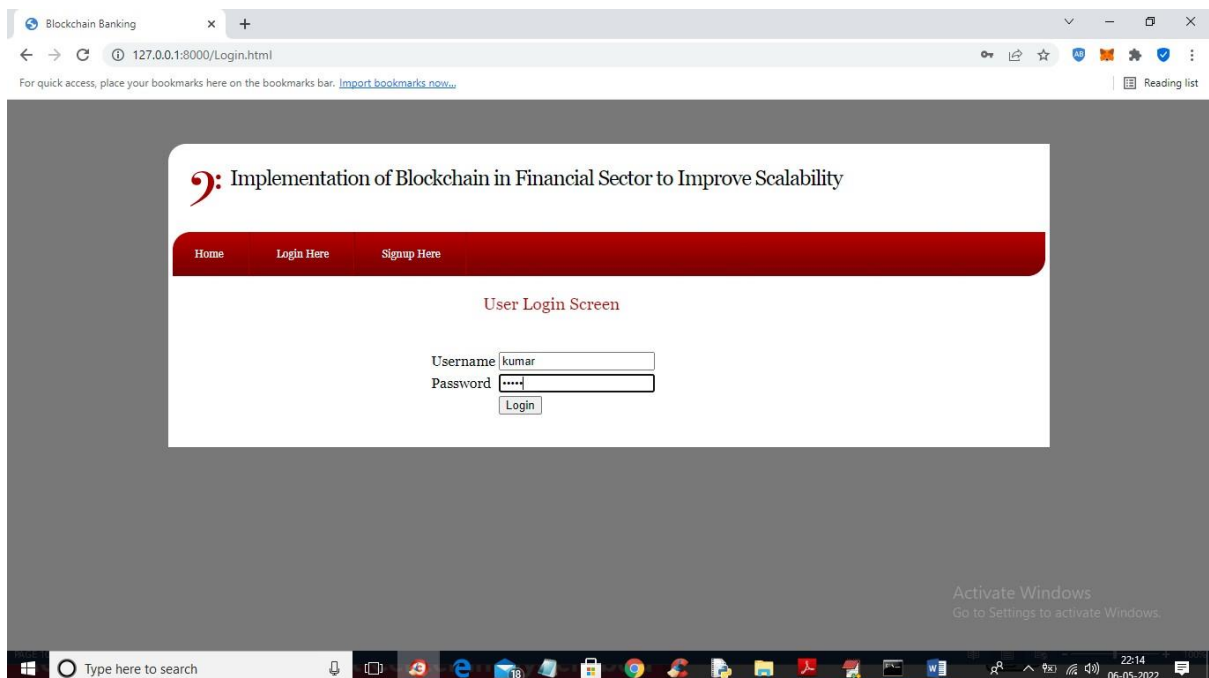 Blockchain Banking
127.0.0.1:8000/Login.html
AB
For quick access, place your bookmarks here on the bookmarks bar. Import bookmarks now...
Reading list
Implementation of Blockchain in Financial Sector to Improve Scalability
Home Login Here Signup Here
User Login Screen
Username kumar
Password •••••
Login
Activate Windows
Go to Settings to activate Windows.
Type here to search
18
22:14
06-05-2022